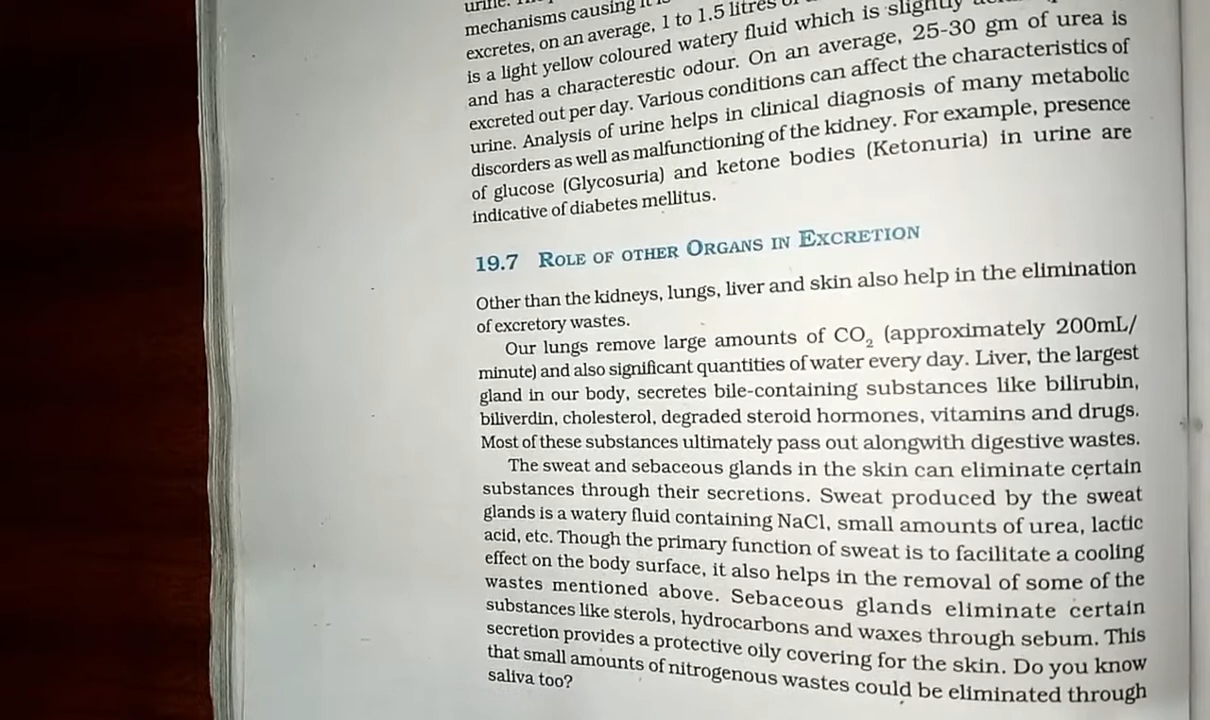 urine.
mechanisms causing it is
excretes, on an average, 1 to 1.5 litres of
is a light yellow coloured watery fluid which is slightly
and has a characterestic odour. On an average, 25-30 gm of urea is
excreted out per day. Various conditions can affect the characteristics of
urine. Analysis of urine helps in clinical diagnosis of many metabolic
discorders as well as malfunctioning of the kidney. For example, presence
of glucose (Glycosuria) and ketone bodies (Ketonuria) in urine are
indicative of diabetes mellitus.
19.7 ROLE OF OTHER ORGANS IN EXCRETION
Other than the kidneys, lungs, liver and skin also help in the elimination
of excretory wastes.
Our lungs remove large amounts of CO₂ (approximately 200mL/
minute) and also significant quantities of water every day. Liver, the largest
gland in our body, secretes bile-containing substances like bilirubin,
biliverdin, cholesterol, degraded steroid hormones, vitamins and drugs.
Most of these substances ultimately pass out alongwith digestive wastes.
The sweat and sebaceous glands in the skin can eliminate certain
substances through their secretions. Sweat produced by the sweat
glands is a watery fluid containing NaCl, small amounts of urea, lactic
acid, etc. Though the primary function of sweat is to facilitate a cooling
effect on the body surface, it also helps in the removal of some of the
wastes mentioned above. Sebaceous glands eliminate certain
substances like sterols, hydrocarbons and waxes through sebum. This
secretion provides a protective oily covering for the skin. Do you know
that small amounts of nitrogenous wastes could be eliminated through
saliva too?